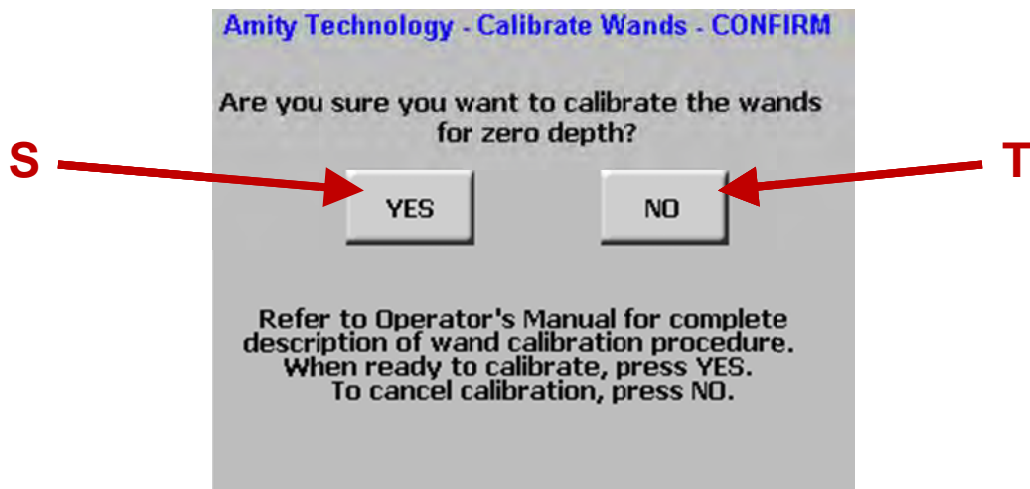 Amity Technology - Calibrate Wands - CONFIRM
Are you sure you want to calibrate the wands
for zero depth?
S
T
YES
NO
Refer to Operator's Manual for complete
description of wand calibration procedure.
When ready to calibrate, press YES.
To cancel calibration, press NO.